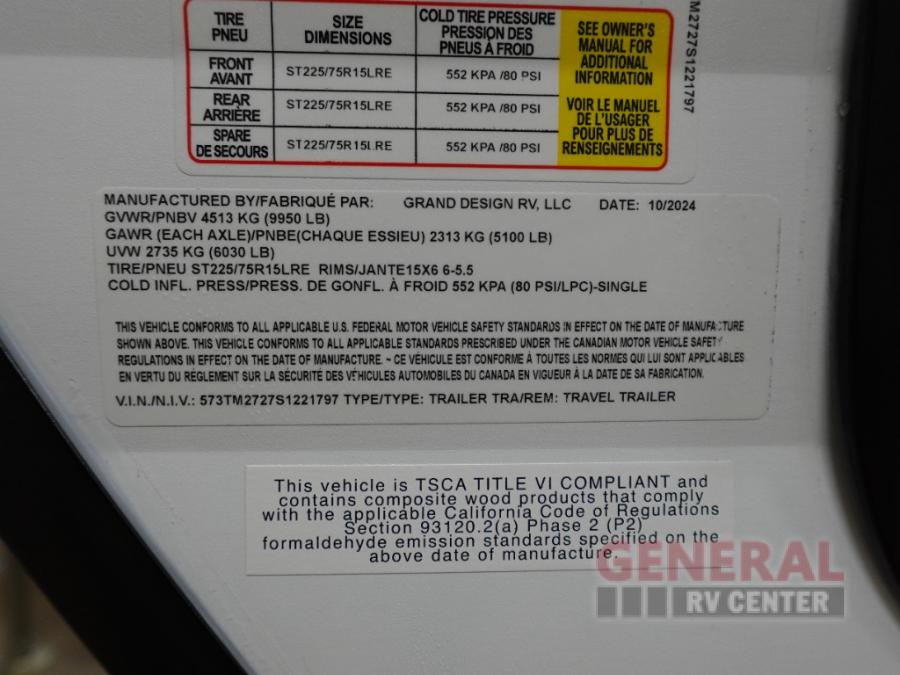 TIRE PNEU SIZE DIMENSIONS COLD TIRE PRESSURE PRESSION DES PNEUS À FROID
FRONT AVANT ST225/75R15LRE 552 KPA /80 PSI
REAR ARRIÈRE ST225/75R15LRE 552 KPA /80 PSI
SPARE DE SECOURS ST225/75R15LRE 552 KPA /80 PSI
SEE OWNER'S
MANUAL FOR
ADDITIONAL
INFORMATION
VOIR LE MANUEL
DE L'USAGER
POUR PLUS DE
RENSEIGNEMENTS
M2727S1221797
MANUFACTURED BY/FABRIQUÉ PAR: GRAND DESIGN RV, LLC DATE: 10/2024
GVWR/PNBV 4513 KG (9950 LB)
GAWR (EACH AXLE)/PNBE(CHAQUE ESSIEU) 2313 KG (5100 LB)
UVW 2735 KG (6030 LB)
TIRE/PNEU ST225/75R15LRE RIMS/JANTE15X6 6-5.5
COLD INFL. PRESS/PRESS. DE GONFL. À FROID 552 KPA (80 PSI/LPC)-SINGLE
THIS VEHICLE CONFORMS TO ALL APPLICABLE U.S. FEDERAL MOTOR VEHICLE SAFETY STANDARDS IN EFFECT ON THE DATE OF MANUFACTURE
SHOWN ABOVE. THIS VEHICLE CONFORMS TO ALL APPLICABLE STANDARDS PRESCRIBED UNDER THE CANADIAN MOTOR VEHICLE SAFETY
REGULATIONS IN EFFECT ON THE DATE OF MANUFACTURE. ~ CE VÉHICULE EST CONFORME À TOUTES LES NORMES QUI LUI SONT APPLICABLES
EN VERTU DU RÈGLEMENT SUR LA SÉCURITÉ DES VÉHICULES AUTOMOBILES DU CANADA EN VIGUEUR À LA DATE DE SA FABRICATION.
V.I.N./N.I.V.: 573TM2727S1221797 TYPE/TYPE: TRAILER TRA/REM: TRAVEL TRAILER
This vehicle is TSCA TITLE VI COMPLIANT and
contains composite wood products that comply
with the applicable California Code of Regulations
Section 93120.2(a) Phase 2 (P2)
formaldehyde emission standards specified on the
above date of manufacture.
GENERAL
RV CENTER